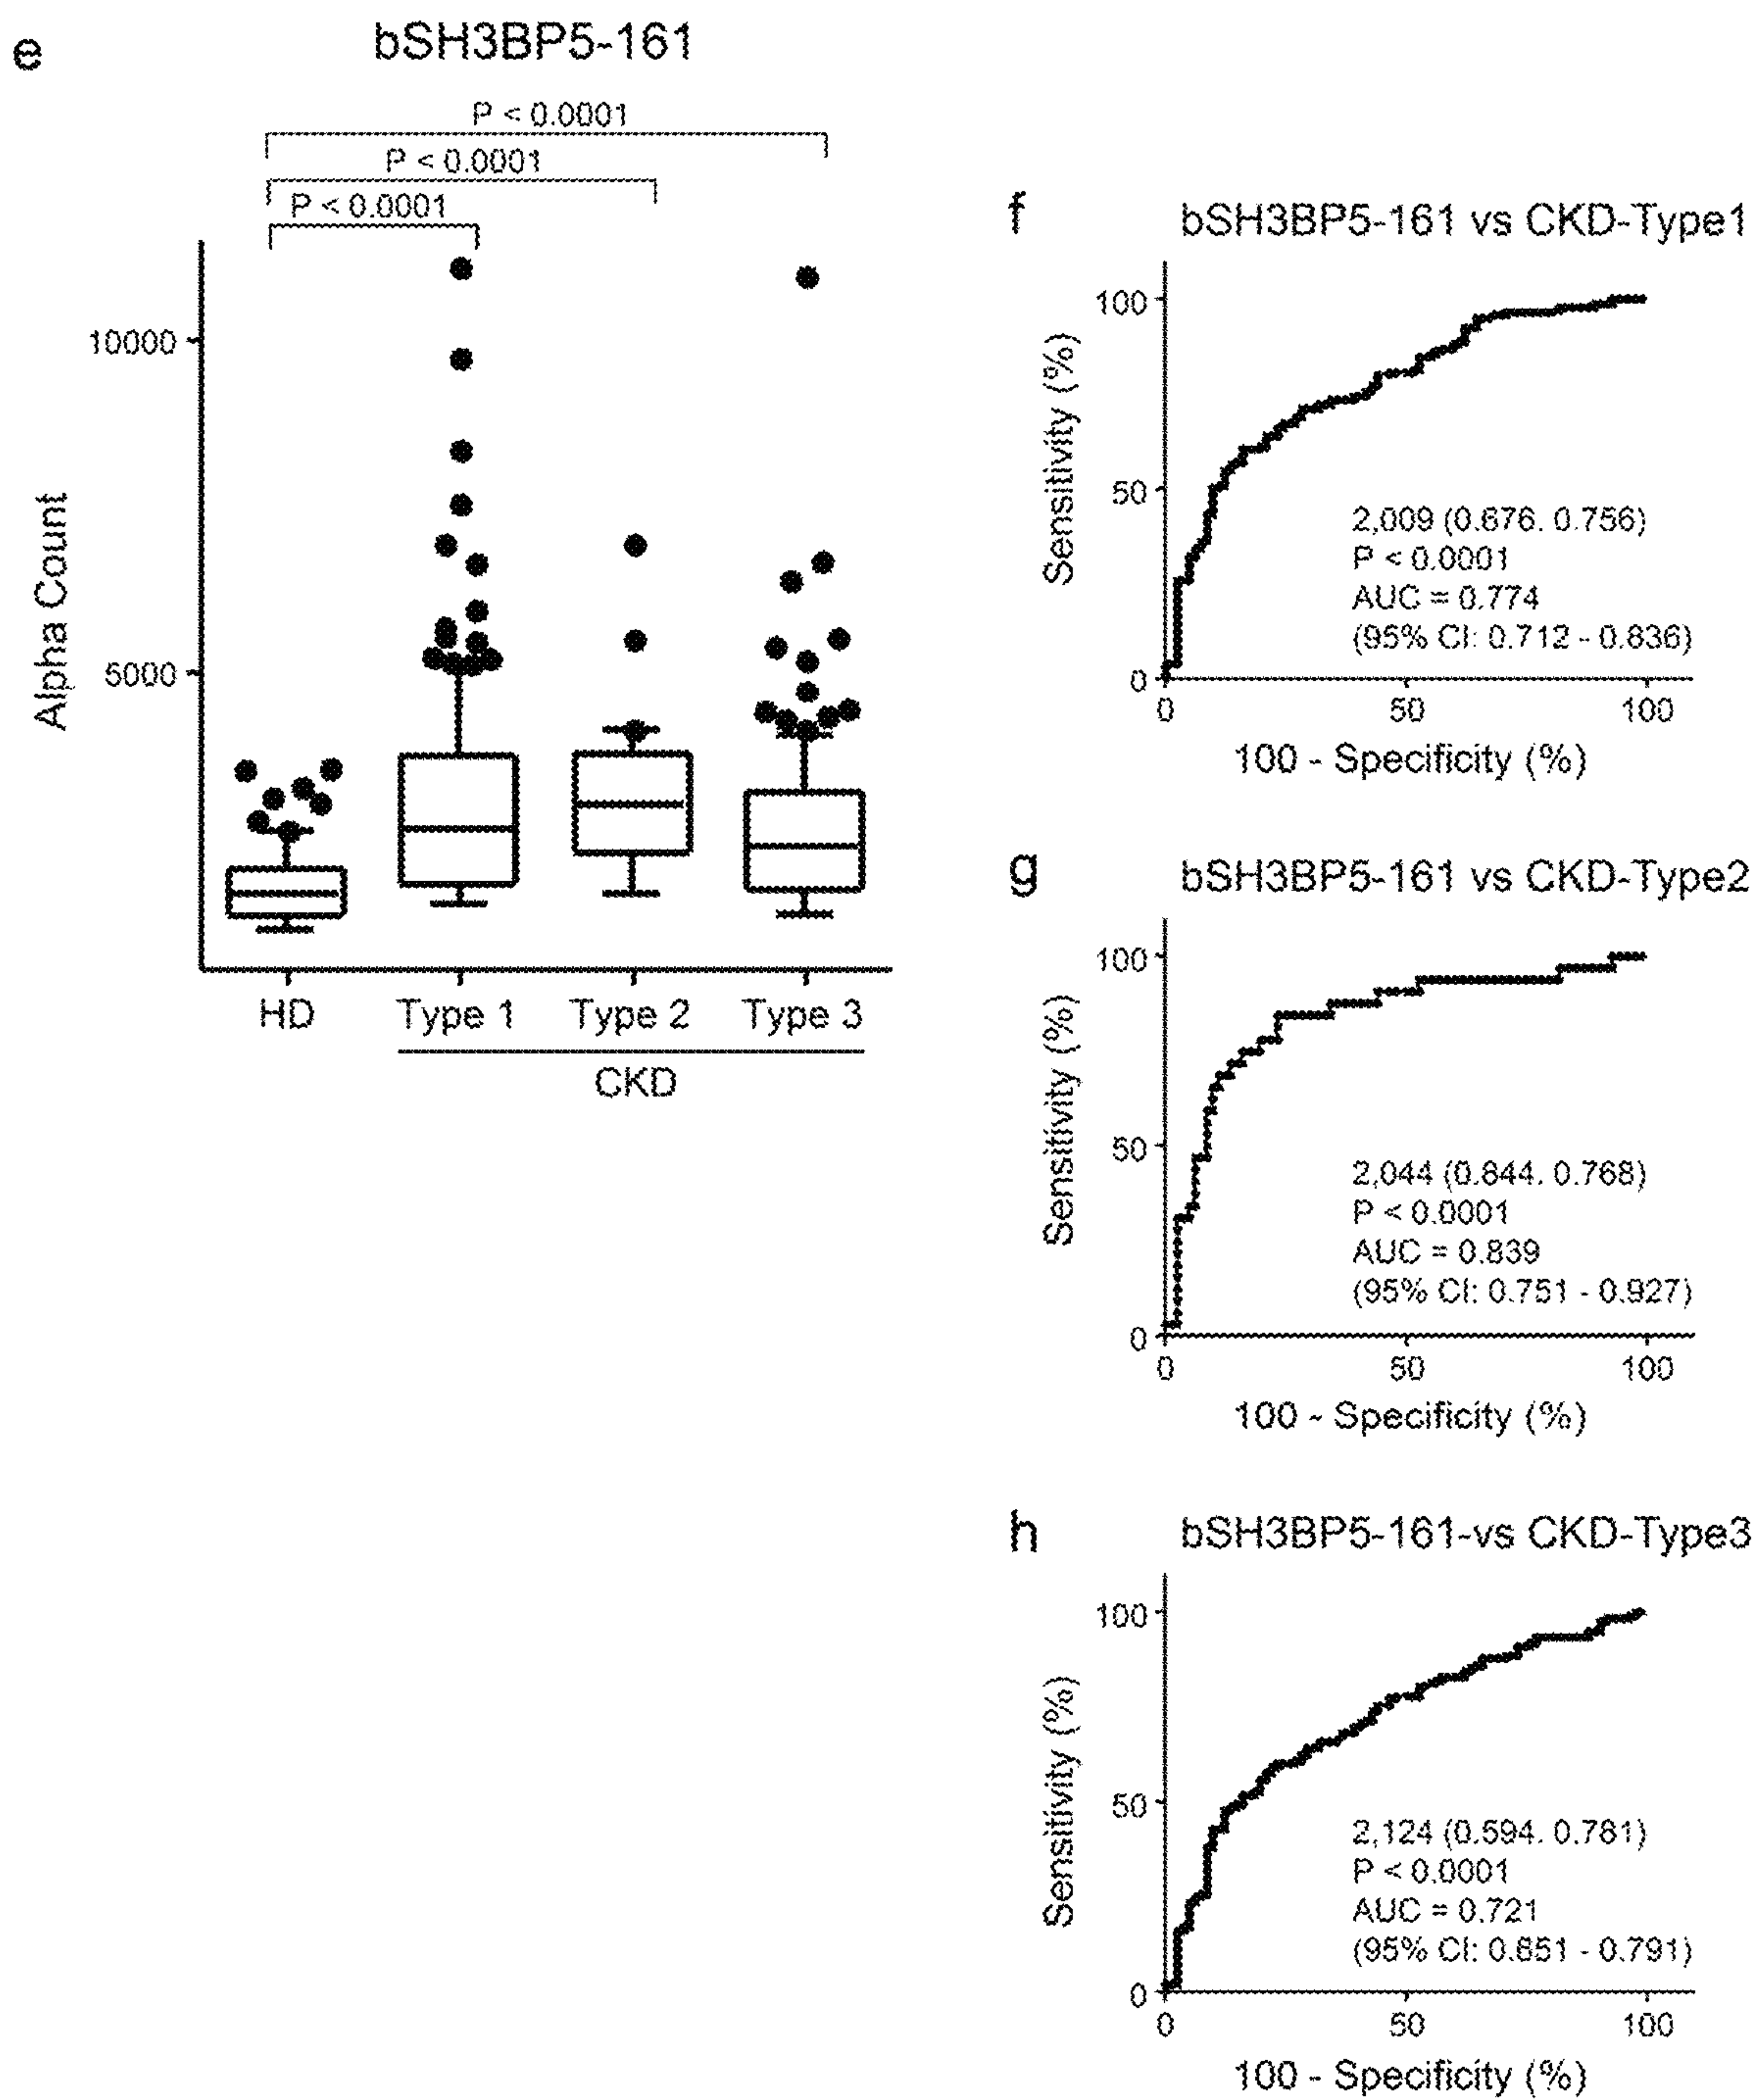 e
bSH3BP5-161
P < 0.0001
P < 0.0001
P < 0.0001
Alpha Count
10000
5000
HD
Type 1
Type 2
Type 3
CKD
f
bSH3BP5-161 vs CKD-Type1
Sensitivity (%)
100
50
0
2,009 (0.676. 0.756)
P < 0.0001
AUC = 0.774
(95% CI: 0.712 - 0.836)
0
50
100
100 - Specificity (%)
g
bSH3BP5-161 vs CKD-Type2
Sensitivity (%)
100
50
0
2,044 (0.844. 0.768)
P < 0.0001
AUC = 0.839
(95% CI: 0.751 - 0.927)
0
50
100
100 - Specificity (%)
h
bSH3BP5-161-vs CKD-Type3
Sensitivity (%)
100
50
0
2,124 (0.594. 0.781)
P < 0.0001
AUC = 0.721
(95% CI: 0.651 - 0.791)
0
50
100
100 - Specificity (%)